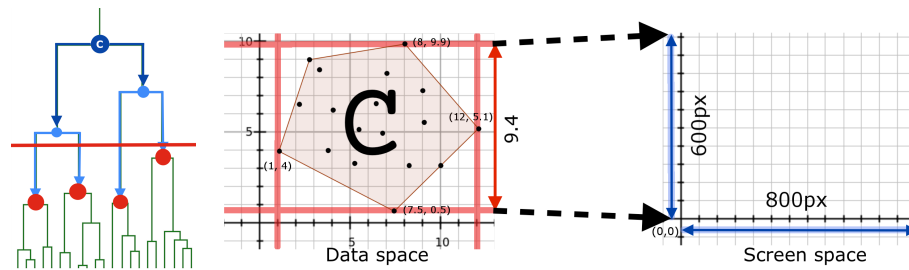 C
10
5
5
10
(8, 9.9)
(12, 5.1)
(1, 4)
(7.5, 0.5)
C
9.4
Data space
600px
800px
(0,0)
Screen space